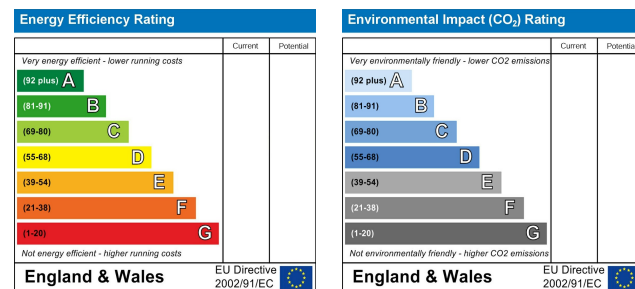 Energy Efficiency Rating
Current Potential
Very energy efficient - lower running costs
(92 plus) A
(81-91) B
(69-80) C
(55-68) D
(39-54) E
(21-38) F
(1-20) G
Not energy efficient - higher running costs
England & Wales
EU Directive
2002/91/EC
Environmental Impact (CO₂) Rating
Current Potential
Very environmentally friendly - lower CO2 emissions
(92 plus) A
(81-91) B
(69-80) C
(55-68) D
(39-54) E
(21-38) F
(1-20) G
Not environmentally friendly - higher CO2 emissions
England & Wales
EU Directive
2002/91/EC